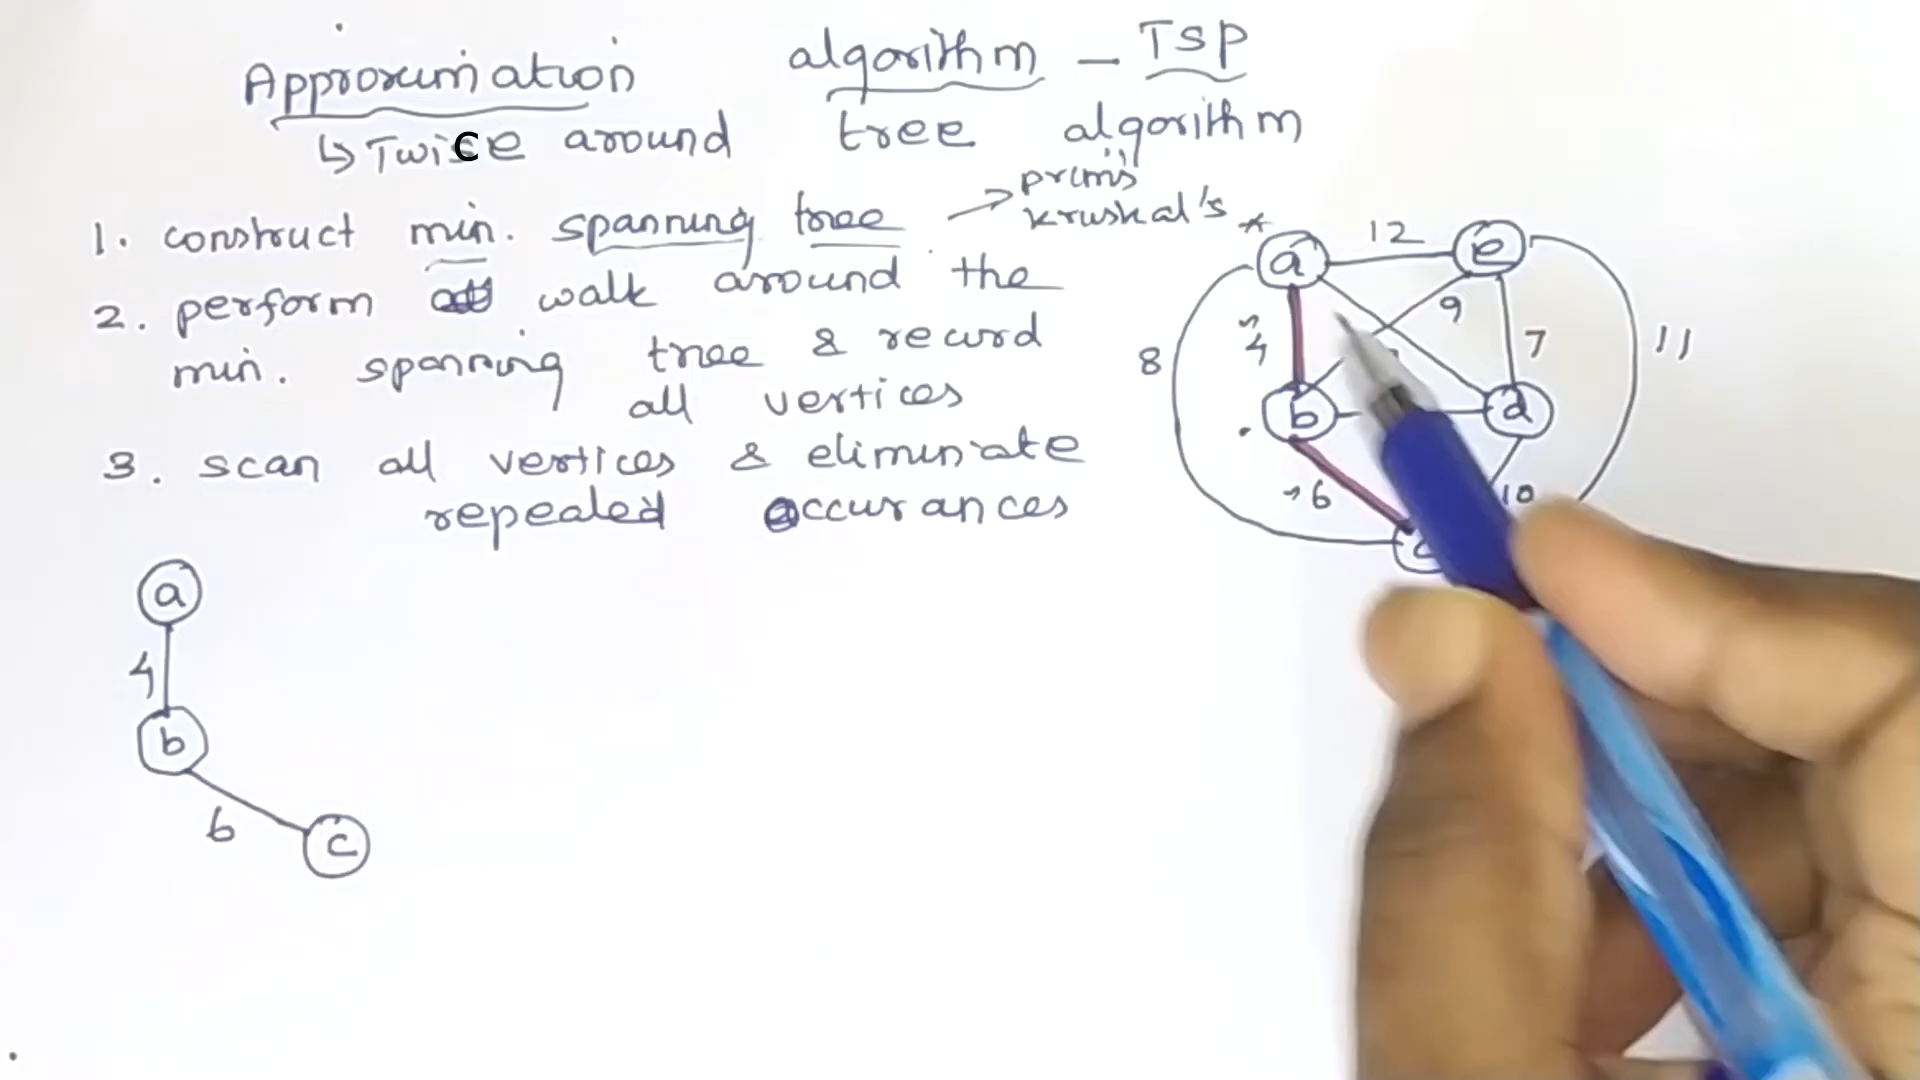 Approximation algorithm - TSP
↳ Twice around tree algorithm
1. construct min. spanning tree → prim's
kruskal's
2. perform a walk around the
min. spanning tree & record
all vertices
3. scan all vertices & eliminate
repeated occurances
a 12 e
9
8 4 7 11
b d
6 10
c
a
4
b
6
c